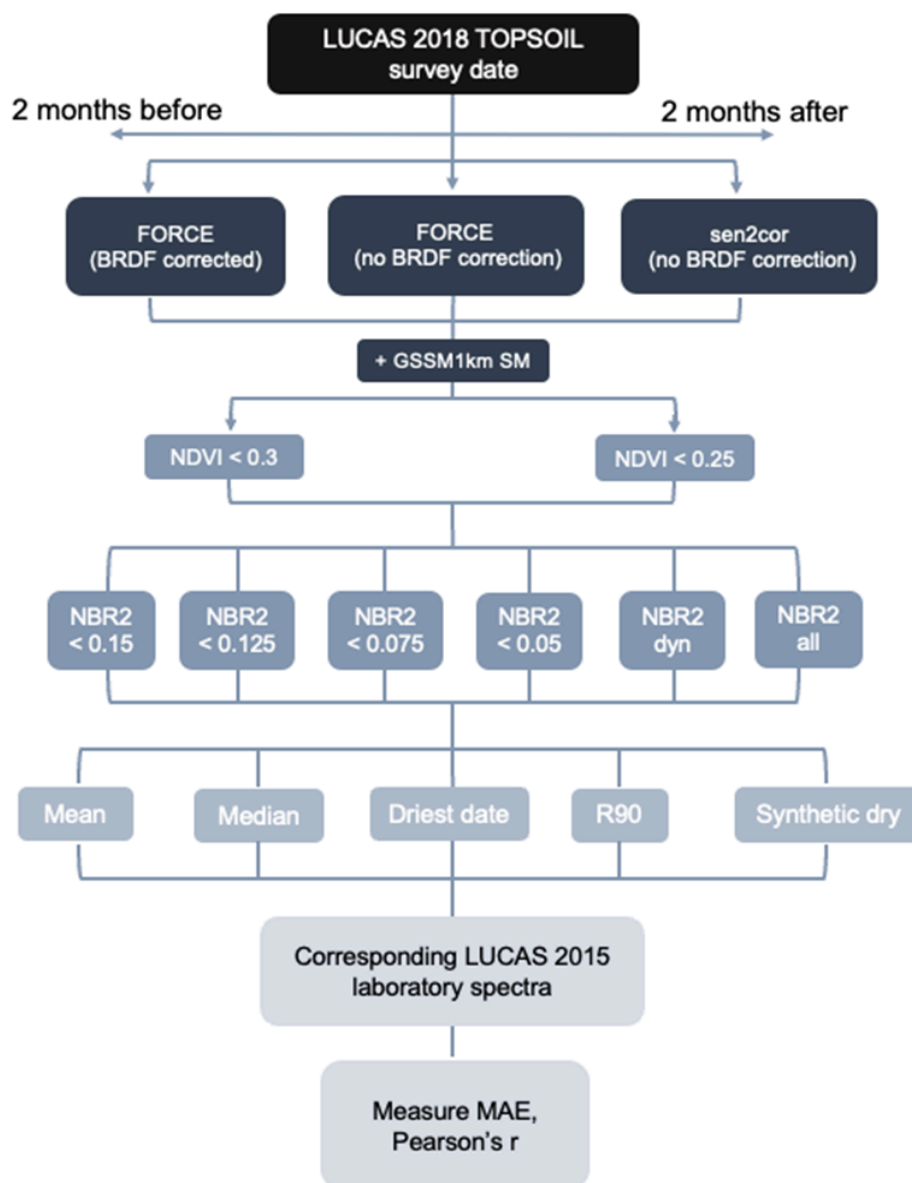 LUCAS 2018 TOPSOIL
survey date
2 months before
2 months after
FORCE
(BRDF corrected)
FORCE
(no BRDF correction)
sen2cor
(no BRDF correction)
+ GSSM1km SM
NDVI < 0.3
NDVI < 0.25
NBR2
< 0.15
NBR2
< 0.125
NBR2
< 0.075
NBR2
< 0.05
NBR2
dyn
NBR2
all
Mean
Median
Driest date
R90
Synthetic dry
Corresponding LUCAS 2015
laboratory spectra
Measure MAE,
Pearson's r